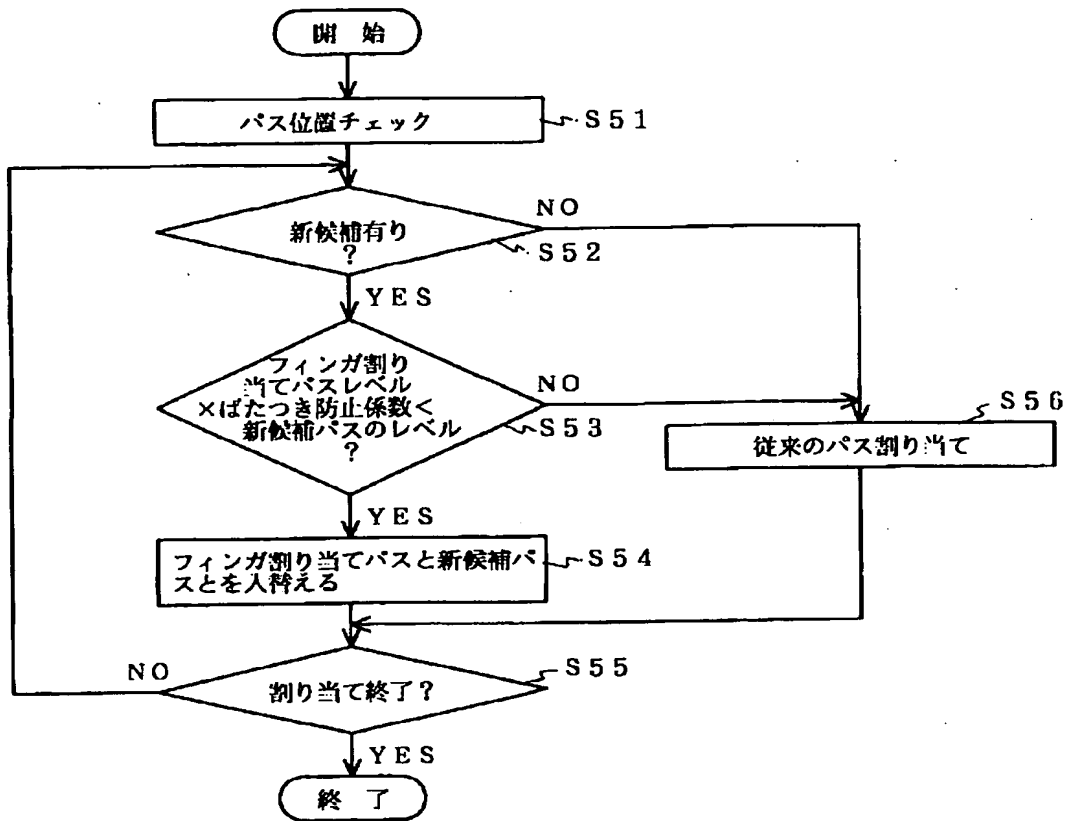 開 始
パス位置チェック
S51
新候補有り
?
NO
S52
YES
フィンガ割り
当てパスレベル
×ばたつき防止係数<
新候補パスのレベル
?
NO
S53
S56
従来のパス割り当て
YES
フィンガ割り当てパスと新候補パ
スとを入替える
S54
NO
割り当て終了?
S55
YES
終 了